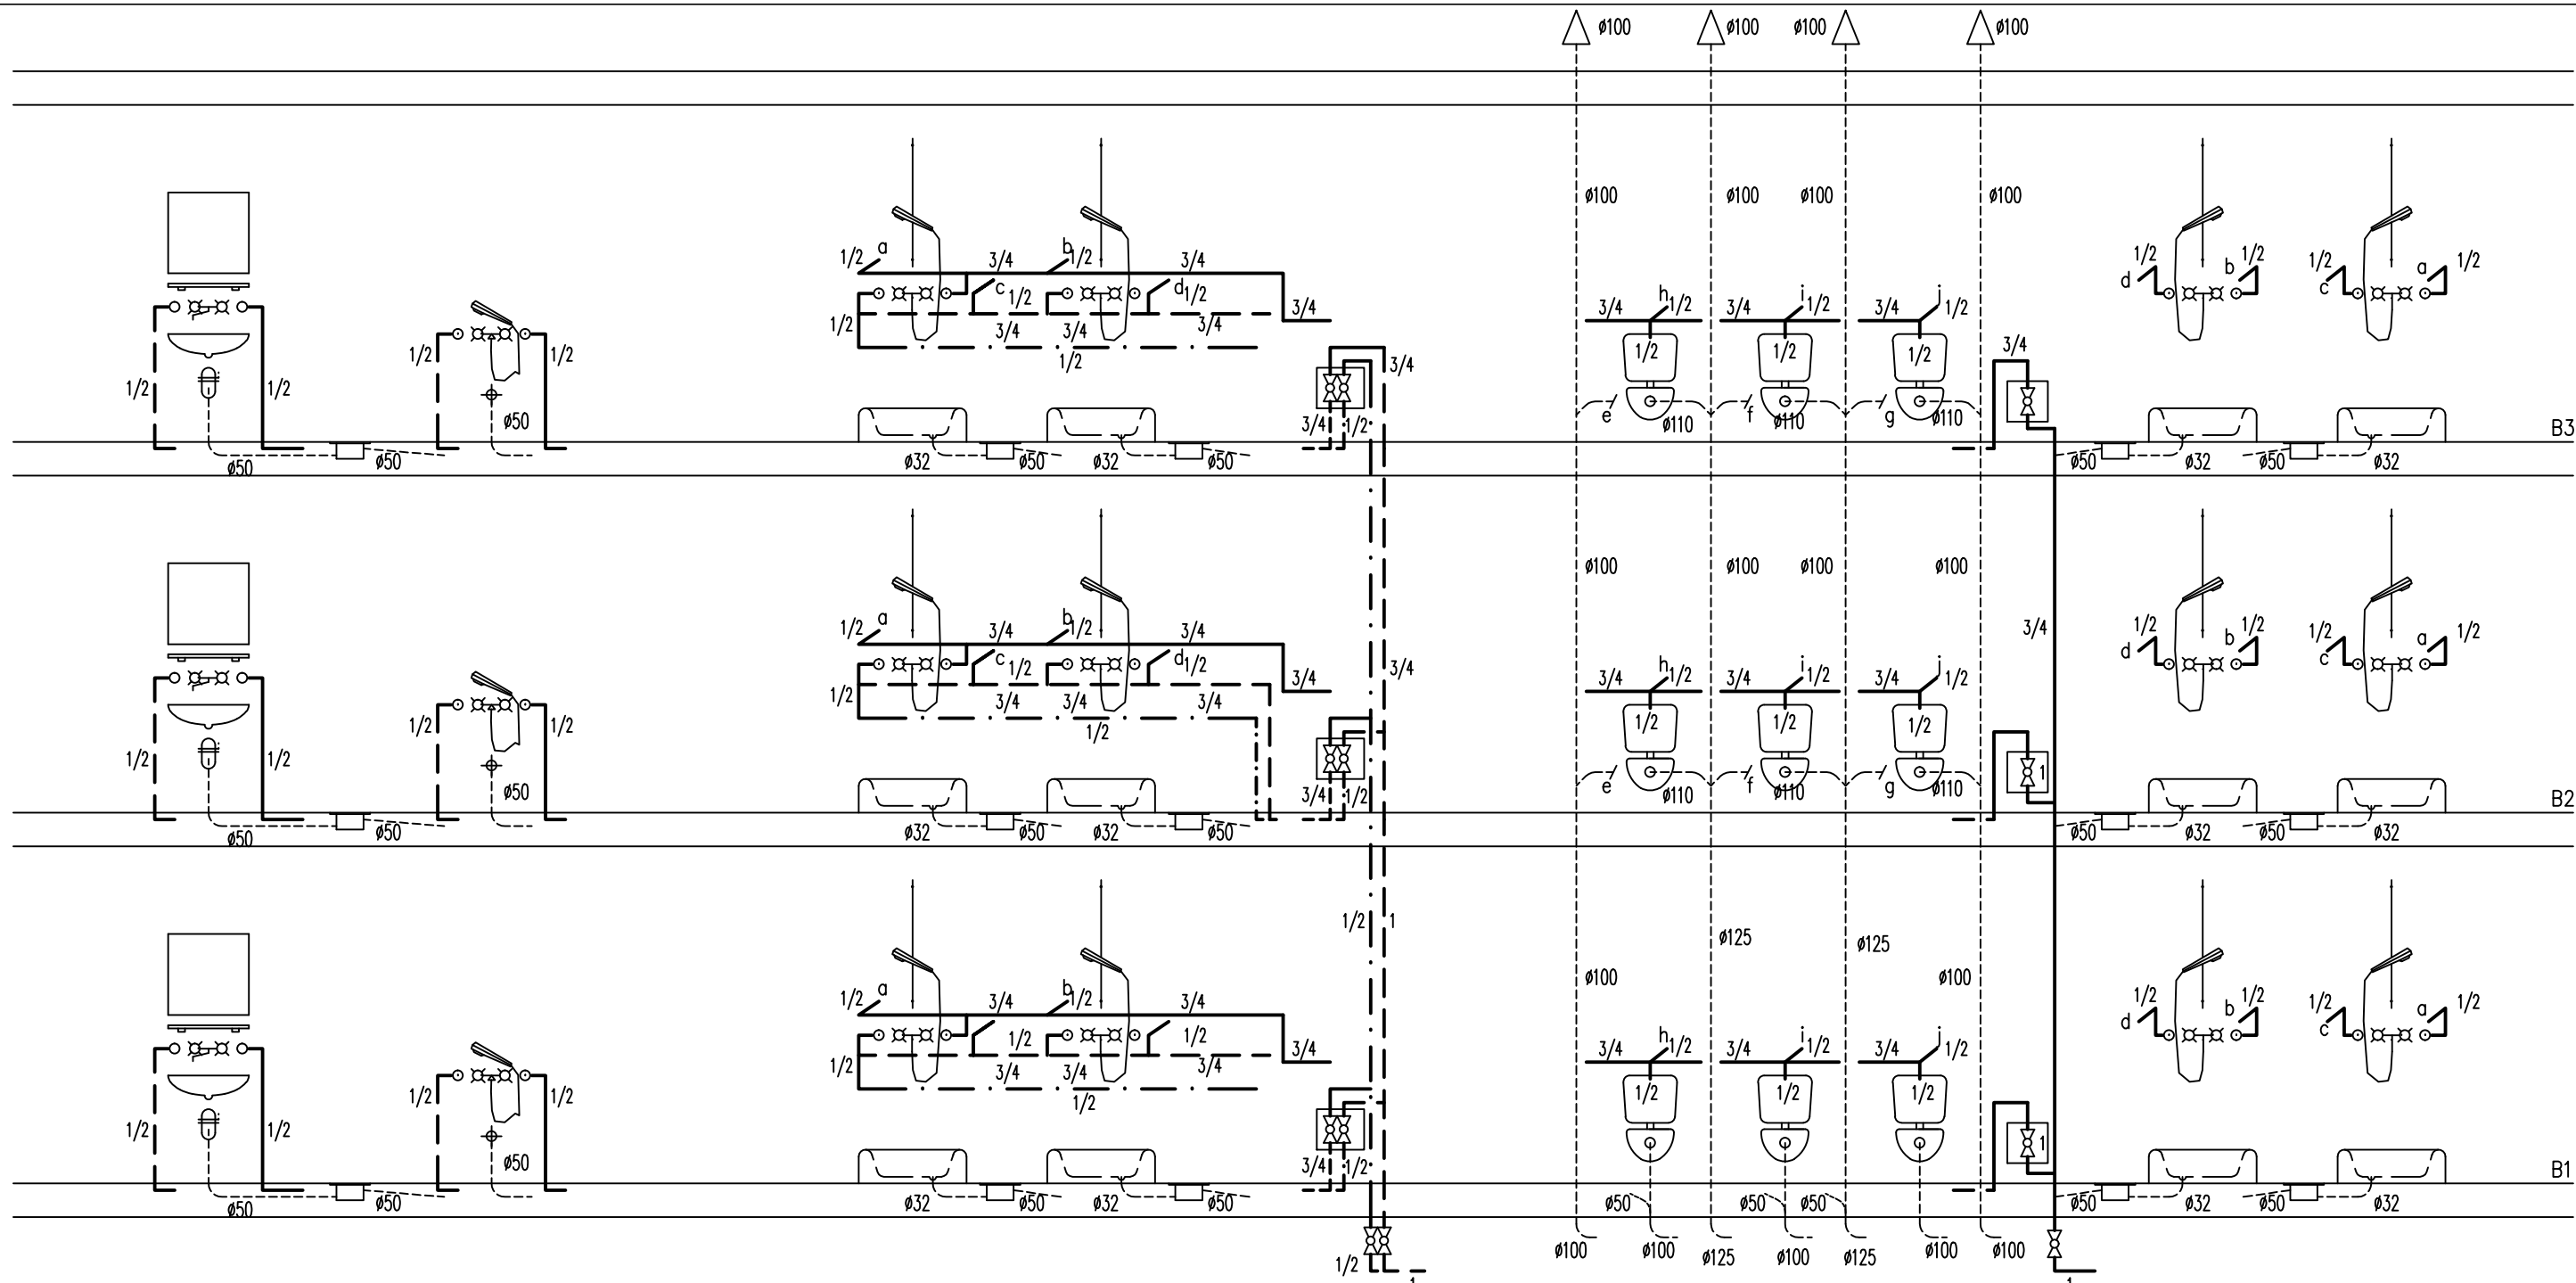 ø100 ø100 ø100 ø100
ø100 ø100 ø100 ø100
1/2 a 3/4 b 1/2 3/4
c 1/2 d 1/2
1/2 3/4 3/4 3/4 3/4
1/2
3/4 h 1/2 3/4 i 1/2 3/4 j 1/2
1/2 1/2 1/2
d 1/2 b 1/2 1/2 c a 1/2
1/2 1/2 1/2 1/2
3/4 3/4
ø50 e ø110 f ø110 g ø110
3/4 1/2
B3
ø50 ø50 ø32 ø50 ø32 ø50 ø50 ø32 ø50 ø32
ø100 ø100 ø100 ø100
1/2 a 3/4 b 1/2 3/4
3/4
d 1/2 b 1/2 1/2 c a 1/2
c 1/2 d 1/2
1/2 3/4 3/4 3/4 3/4
3/4
1/2
3/4 h 1/2 3/4 i 1/2 3/4 j 1/2
1/2 1/2 1/2
1/2 1/2 1/2 1/2
1
ø50 e ø110 f ø110 g ø110
3/4 1/2
B2
ø50 ø50 ø32 ø50 ø32 ø50 ø50 ø32 ø50 ø32
1/2 1
ø100 ø125 ø125 ø100
1/2 a 3/4 b 1/2 3/4
d 1/2 b 1/2 1/2 c a 1/2
1/2 1/2
1/2 3/4 3/4 3/4 3/4
1/2
3/4 h 1/2 3/4 i 1/2 3/4 j 1/2
1/2 1/2 1/2
1/2 1/2 1/2 1/2
1
ø50
3/4 1/2
B1
ø50 ø50 ø32 ø50 ø32 ø50 ø50 ø50 ø50 ø50 ø32 ø50 ø32
ø100 ø100 ø125 ø100 ø125 ø100 ø100
1/2
1 1